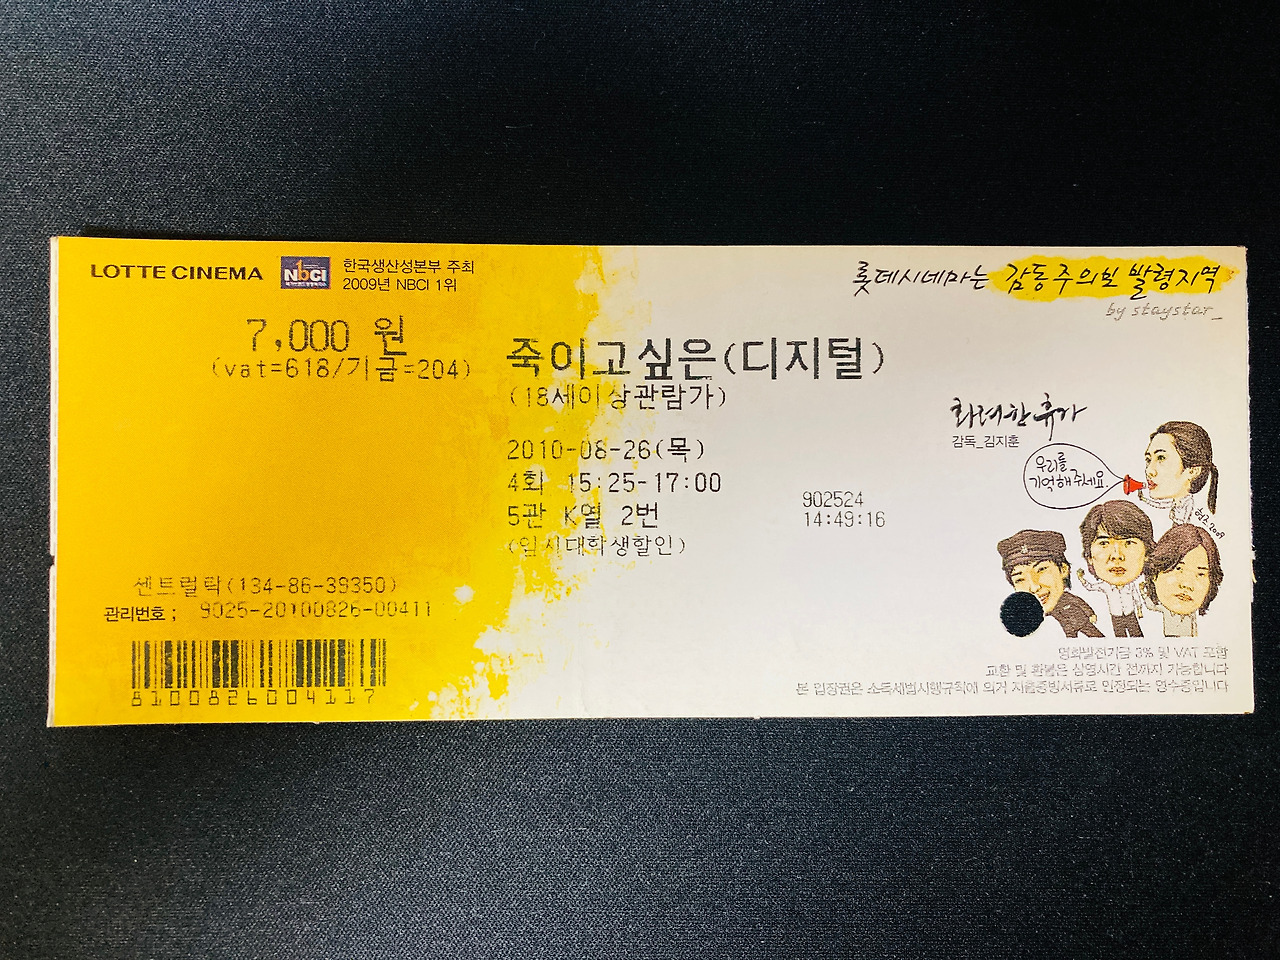 LOTTE CINEMA
NBCI
한국생산성본부 주최
2009년 NBCI 1위
롯데시네마는 감동주의보 발령지역
by staystar_
7,000 원
(vat=618/기금=204)
죽이고싶은(디지털)
(18세이상관람가)
2010-08-26(목)
4회 15:25-17:00
5관 K열 2번
(입시대학생할인)
902524
14:49:16
화려한 휴가
감독_김지훈
우리를
기억해주세요.
2009
센트럴락(134-86-39350)
관리번호 ; 9025-20100826-00411
8100826004117
영화발전기금 3% 및 VAT 포함
교환 및 환불은 상영시간 전까지 가능합니다
본 입장권은 소득세법시행규칙에 의거 지출증빙서류로 인정되는 영수증입니다